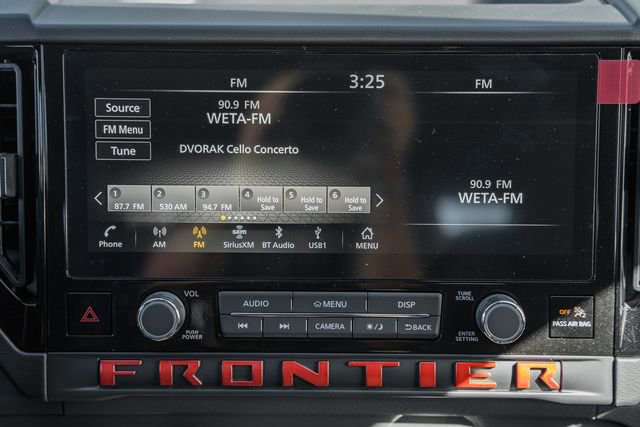 FM 3:25 FM
Source
FM Menu
Tune
90.9 FM
WETA-FM
DVORAK Cello Concerto
1 2 3 4 5 6
87.7 FM 530 AM 94.7 FM Hold to Save Hold to Save Hold to Save
Phone AM FM SiriusXM BT Audio USB1 MENU
90.9 FM
WETA-FM
VOL
PUSH
POWER
AUDIO MENU DISP
CAMERA BACK
TUNE
SCROLL
ENTER
SETTING
OFF
PASS AIR BAG
FRONTIER